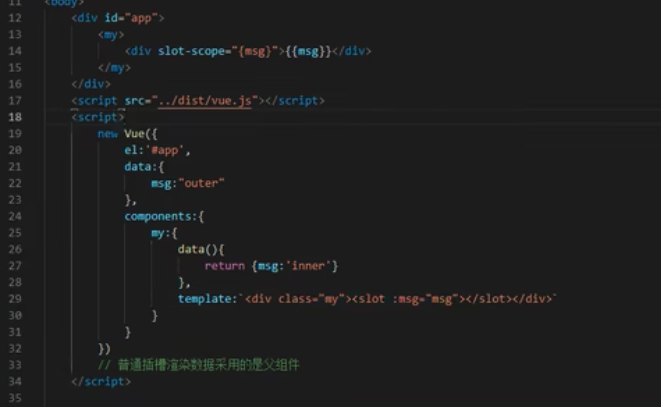 11 <body>
12 <div id="app">
13 <my>
14 <div slot-scope="{msg}">{{msg}}</div>
15 </my>
16 </div>
17 <script src="../dist/vue.js"></script>
18 <script>
19 new Vue({
20 el:'#app',
21 data:{
22 msg:"outer"
23 },
24 components:{
25 my:{
26 data(){
27 return {msg:'inner'}
28 },
29 template:`<div class="my"><slot :msg="msg"></slot></div>`
30 }
31 }
32 })
33 // 普通插槽渲染数据采用的是父组件
34 </script>
35